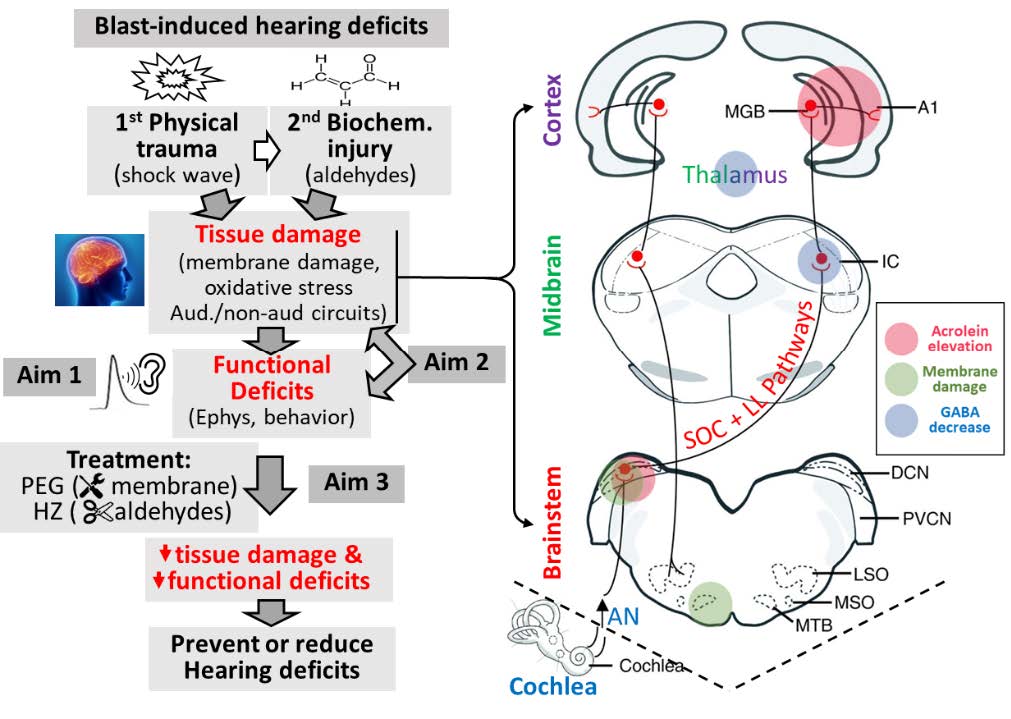 Blast-induced hearing deficits
H
H
H
C
C
C
O
H
1st Physical
trauma
(shock wave)
2nd Biochem.
injury
(aldehydes)
Tissue damage
(membrane damage,
oxidative stress
Aud./non-aud circuits)
Aim 1
Functional
Deficits
(Ephys, behavior)
Aim 2
Treatment:
PEG ( membrane)
HZ ( aldehydes)
Aim 3
tissue damage &
functional deficits
Prevent or reduce
Hearing deficits
Cortex
MGB
A1
Thalamus
Midbrain
IC
SOC + LL Pathways
Acrolein
elevation
Membrane
damage
GABA
decrease
Brainstem
DCN
PVCN
LSO
MSO
MTB
AN
Cochlea
Cochlea